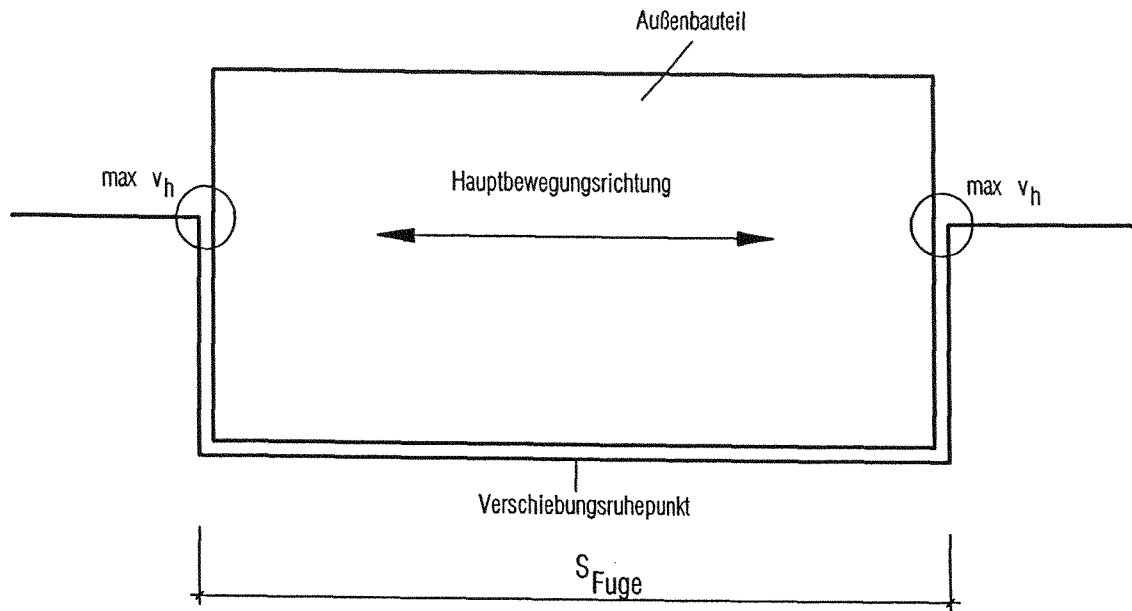 Außenbauteil
max v_h
Hauptbewegungsrichtung
max v_h
Verschiebungsruhepunkt
S_Fuge